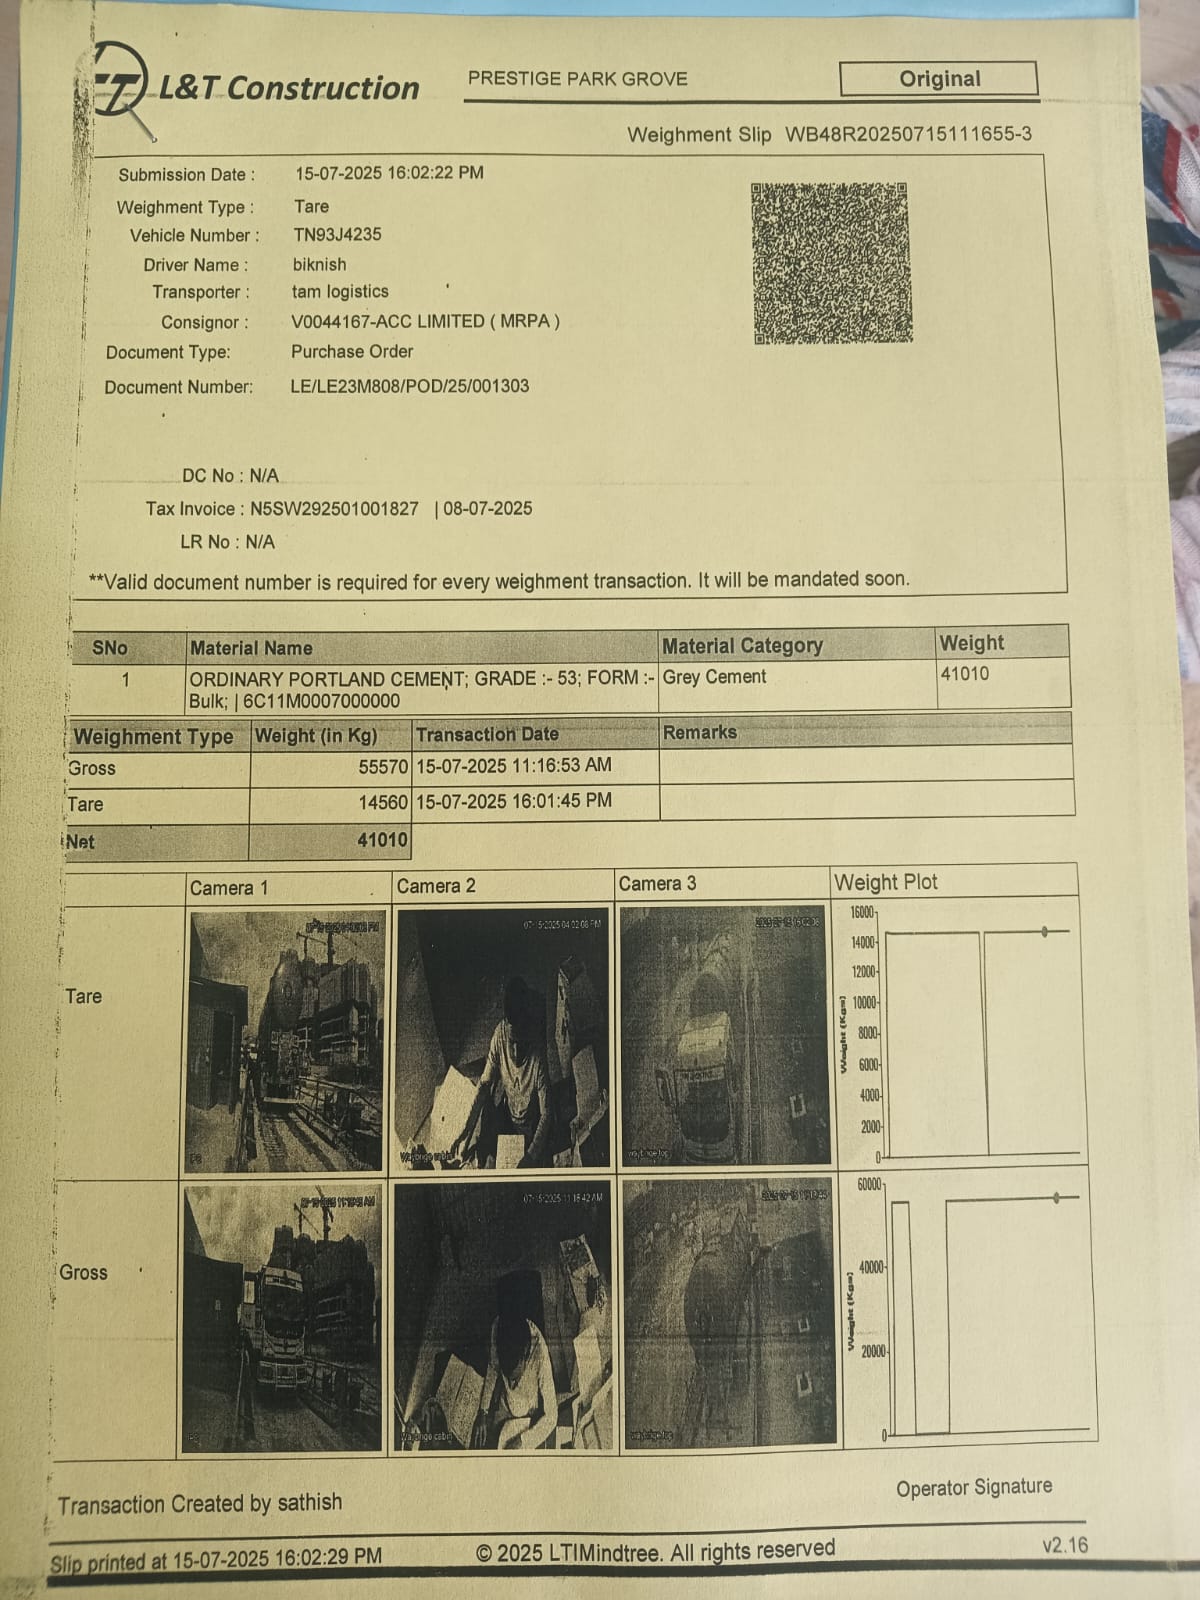 L&T Construction
PRESTIGE PARK GROVE
Original
Weighment Slip WB48R20250715111655-3
Submission Date : 15-07-2025 16:02:22 PM
Weighment Type : Tare
Vehicle Number : TN93J4235
Driver Name : biknish
Transporter : tam logistics
Consignor : V0044167-ACC LIMITED ( MRPA )
Document Type: Purchase Order
Document Number: LE/LE23M808/POD/25/001303
DC No : N/A
Tax Invoice : N5SW292501001827 | 08-07-2025
LR No : N/A
**Valid document number is required for every weighment transaction. It will be mandated soon.
SNo Material Name Material Category Weight
1 ORDINARY PORTLAND CEMENT; GRADE :- 53; FORM :- Grey Cement 41010
Bulk; | 6C11M0007000000
Weighment Type Weight (in Kg) Transaction Date Remarks
Gross 55570 15-07-2025 11:16:53 AM
Tare 14560 15-07-2025 16:01:45 PM
Net 41010
Camera 1 Camera 2 Camera 3 Weight Plot
Tare
07-15-2025 04:02:06 PM
16000
14000
12000
10000
8000
6000
4000
2000
0
Weight (Kgs)
Gross
60000
40000
20000
0
Weight (Kgs)
Transaction Created by sathish
Operator Signature
Slip printed at 15-07-2025 16:02:29 PM
© 2025 LTIMindtree. All rights reserved
v2.16